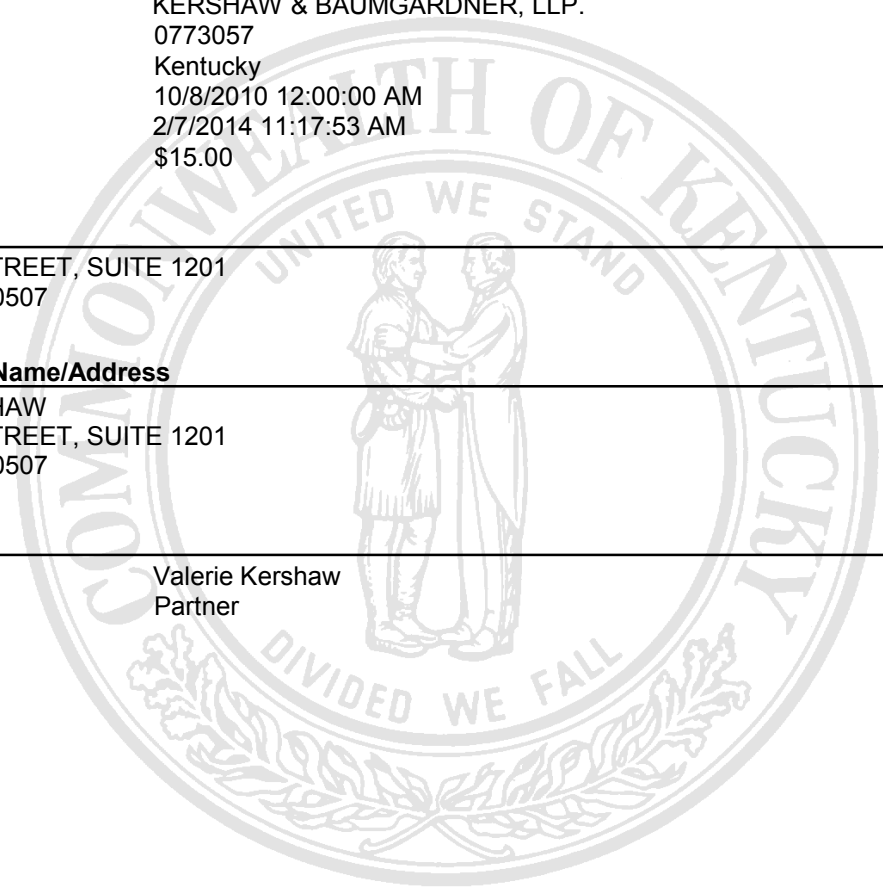 KERSHAW & BAUMGARDNER, LLP.
0773057
Kentucky
10/8/2010 12:00:00 AM
2/7/2014 11:17:53 AM
$15.00
TREET, SUITE 1201
0507
Name/Address
HAW
TREET, SUITE 1201
0507
Valerie Kershaw
Partner
COMMONWEALTH OF KENTUCKY
UNITED WE STAND
DIVIDED WE FALL